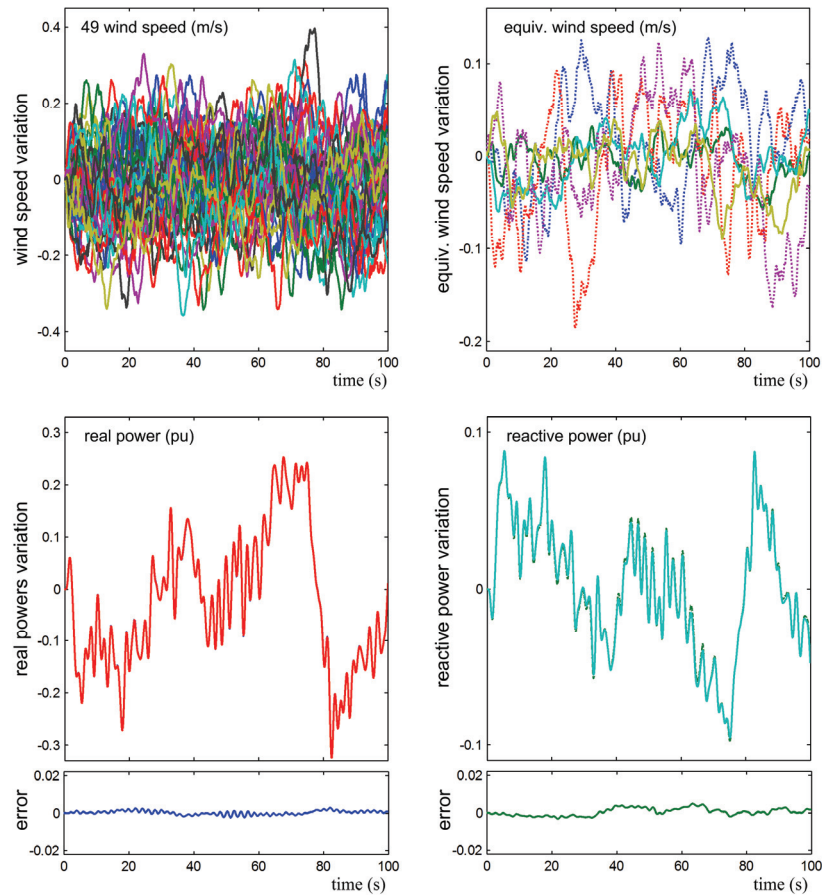 49 wind speed (m/s)
wind speed variation
0.4
0.2
0
-0.2
-0.4
0 20 40 60 80 100
time (s)
equiv. wind speed (m/s)
equiv. wind speed variation
0.1
0
-0.1
-0.2
0 20 40 60 80 100
time (s)
real power (pu)
real powers variation
0.3
0.2
0.1
0
-0.1
-0.2
-0.3
reactive power (pu)
reactive power variation
0.1
0
-0.1
error
0.02
0
-0.02
0 20 40 60 80 100
time (s)
error
0.02
0
-0.02
0 20 40 60 80 100
time (s)